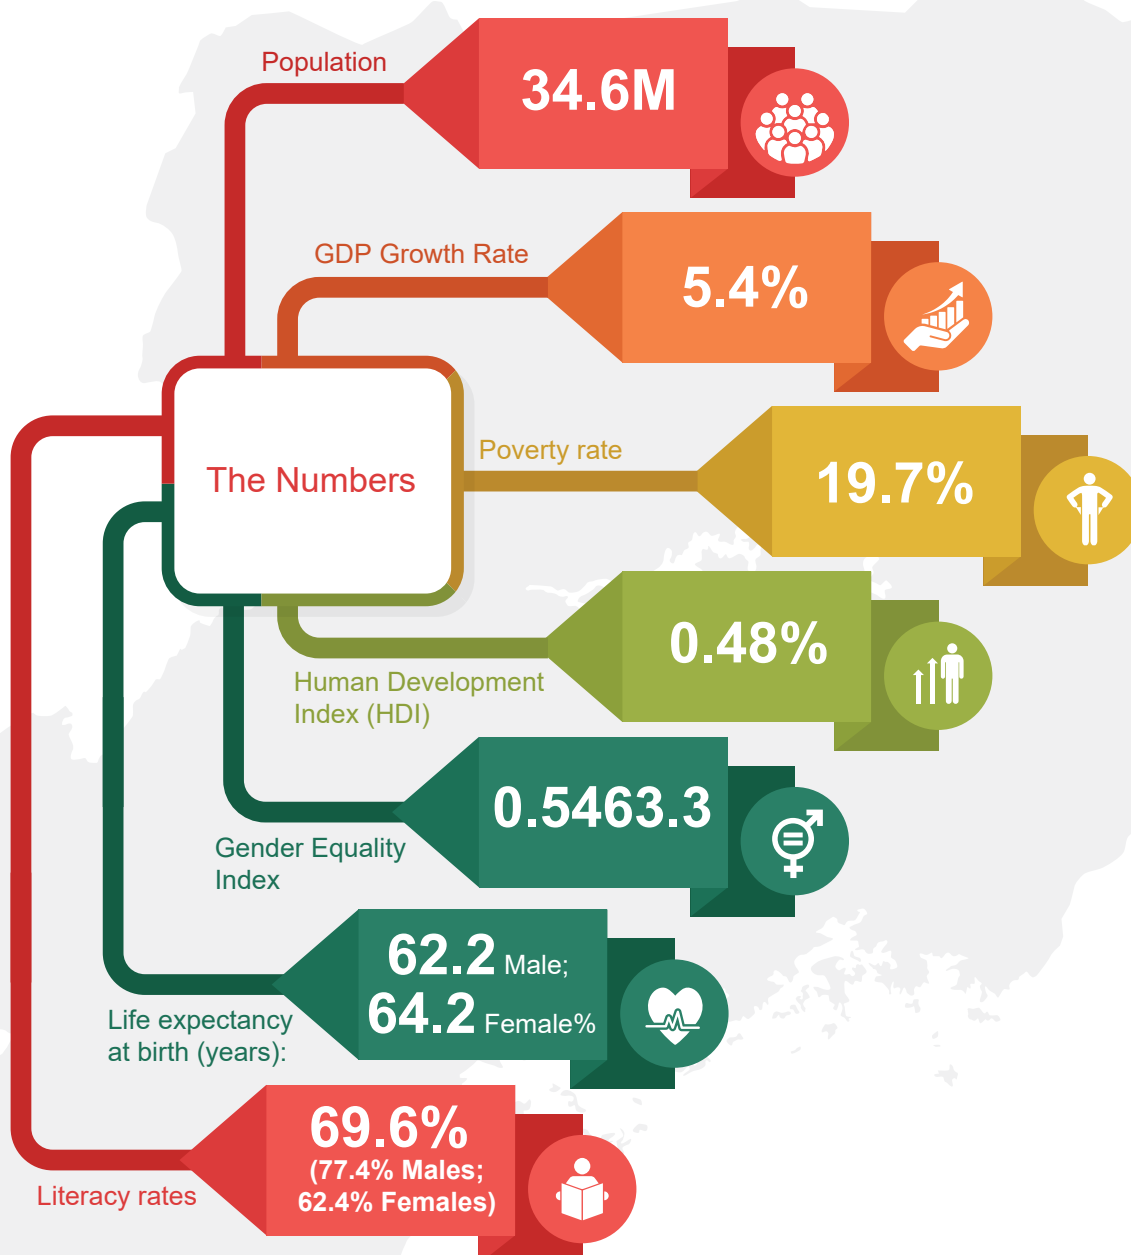 Population
34.6M
GDP Growth Rate
5.4%
Poverty rate
19.7%
The Numbers
0.48%
Human Development
Index (HDI)
0.5463.3
Gender Equality
Index
62.2 Male;
64.2 Female%
Life expectancy
at birth (years):
69.6%
(77.4% Males;
62.4% Females)
Literacy rates